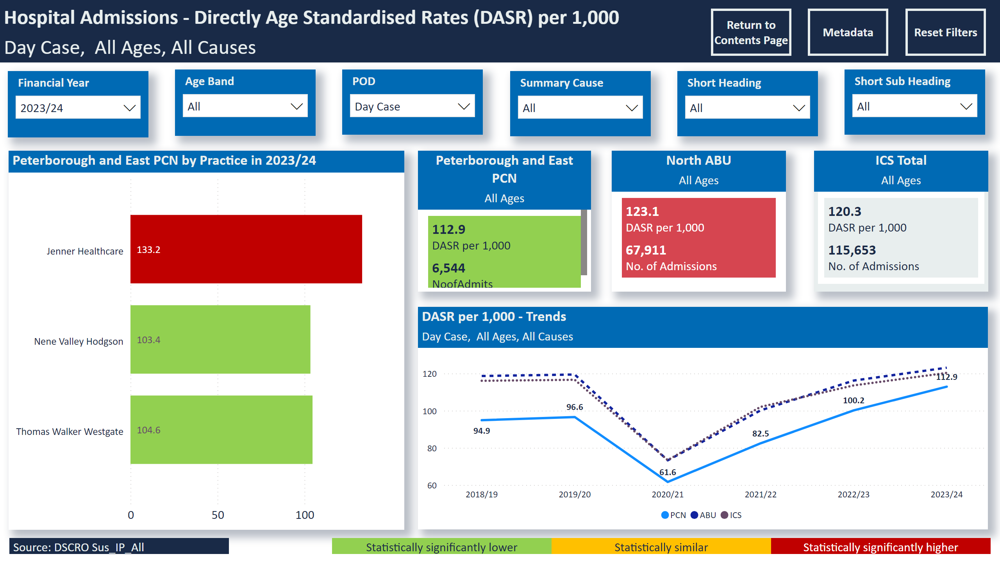 Hospital Admissions - Directly Age Standardised Rates (DASR) per 1,000
Day Case,  All Ages, All Causes
Return to
Contents Page
Metadata
Reset Filters
Financial Year
2023/24
Age Band
All
POD
Day Case
Summary Cause
All
Short Heading
All
Short Sub Heading
All
Peterborough and East PCN by Practice in 2023/24
Jenner Healthcare
133.2
Nene Valley Hodgson
103.4
Thomas Walker Westgate
104.6
0
50
100
Peterborough and East
PCN
All Ages
112.9
DASR per 1,000
6,544
NoofAdmits
North ABU
All Ages
123.1
DASR per 1,000
67,911
No. of Admissions
ICS Total
All Ages
120.3
DASR per 1,000
115,653
No. of Admissions
DASR per 1,000 - Trends
Day Case,  All Ages, All Causes
120
100
80
60
94.9
96.6
61.6
82.5
100.2
112.9
2018/19
2019/20
2020/21
2021/22
2022/23
2023/24
PCN
ABU
ICS
Source: DSCRO Sus_IP_All
Statistically significantly lower
Statistically similar
Statistically significantly higher